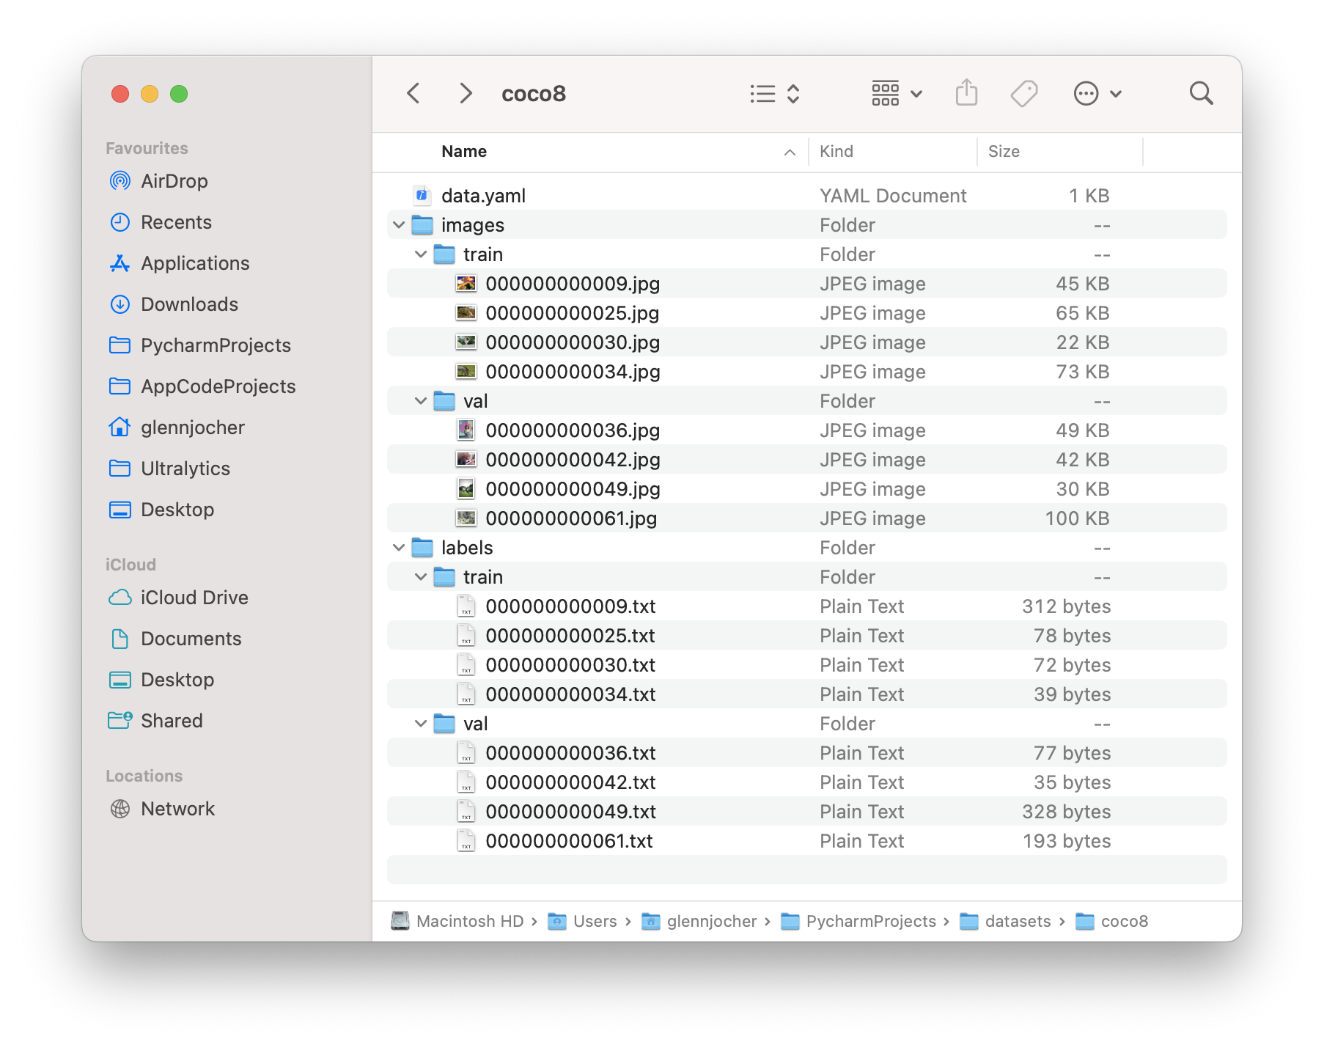 coco8
Favourites
AirDrop
Recents
Applications
Downloads
PycharmProjects
AppCodeProjects
glennjocher
Ultralytics
Desktop
iCloud
iCloud Drive
Documents
Desktop
Shared
Locations
Network
Name Kind Size
data.yaml YAML Document 1 KB
images Folder --
train Folder --
000000000009.jpg JPEG image 45 KB
000000000025.jpg JPEG image 65 KB
000000000030.jpg JPEG image 22 KB
000000000034.jpg JPEG image 73 KB
val Folder --
000000000036.jpg JPEG image 49 KB
000000000042.jpg JPEG image 42 KB
000000000049.jpg JPEG image 30 KB
000000000061.jpg JPEG image 100 KB
labels Folder --
train Folder --
000000000009.txt Plain Text 312 bytes
000000000025.txt Plain Text 78 bytes
000000000030.txt Plain Text 72 bytes
000000000034.txt Plain Text 39 bytes
val Folder --
000000000036.txt Plain Text 77 bytes
000000000042.txt Plain Text 35 bytes
000000000049.txt Plain Text 328 bytes
000000000061.txt Plain Text 193 bytes
Macintosh HD › Users › glennjocher › PycharmProjects › datasets › coco8